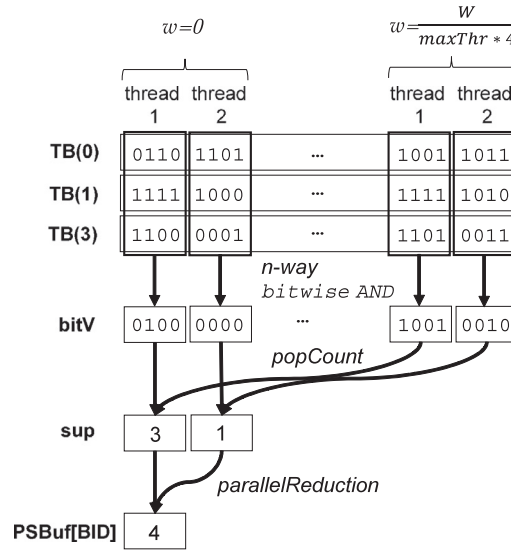 w=0 w=W/(maxThr * 4
thread thread thread thread
1 2 1 2
TB(0) 0110 1101 ... 1001 1011
TB(1) 1111 1000 ... 1111 1010
TB(3) 1100 0001 ... 1101 0011
n-way
bitwise AND
bitV 0100 0000 ... 1001 0010
popCount
sup 3 1
parallelReduction
PSBuf[BID] 4